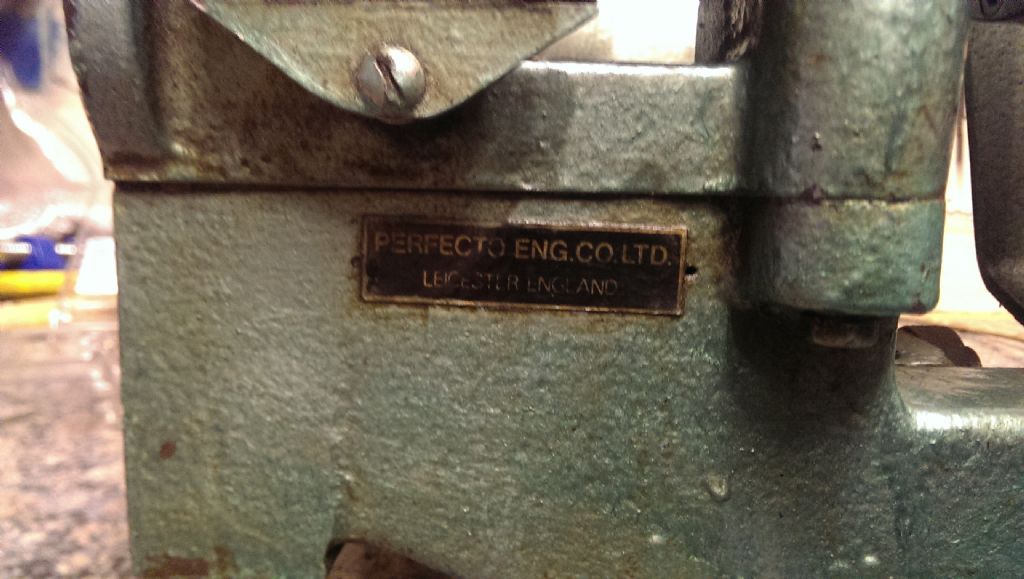 PERFECTO ENG.CO.LTD.
LEICESTER ENGLAND